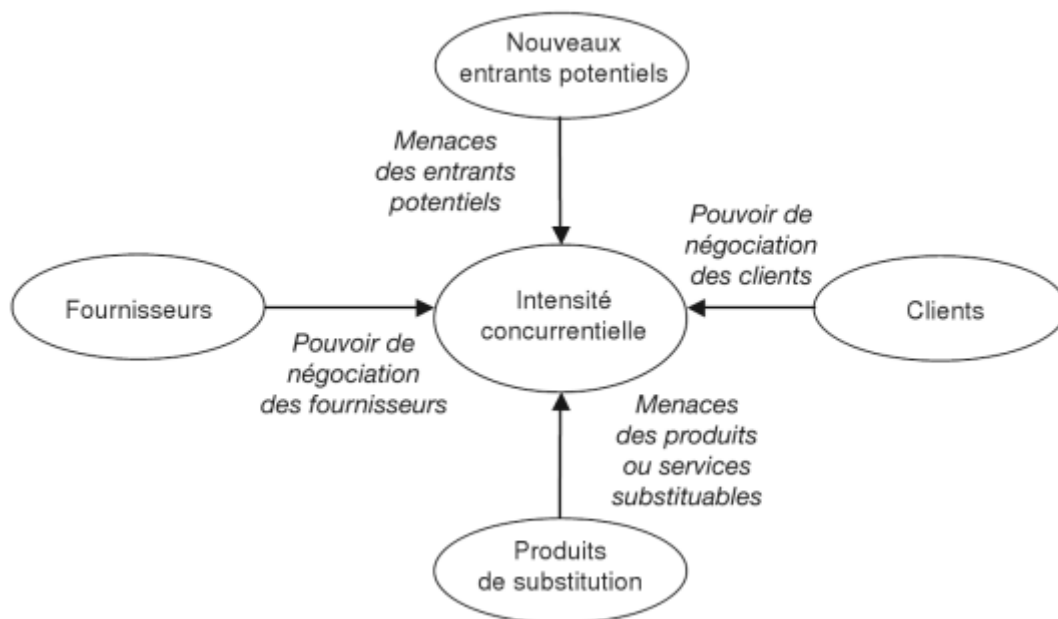 Nouveaux
entrants potentiels
Menaces
des entrants
potentiels
Pouvoir de
négociation
des clients
Fournisseurs
Intensité
concurrentielle
Clients
Pouvoir de
négociation
des fournisseurs
Menaces
des produits
ou services
substituables
Produits
de substitution